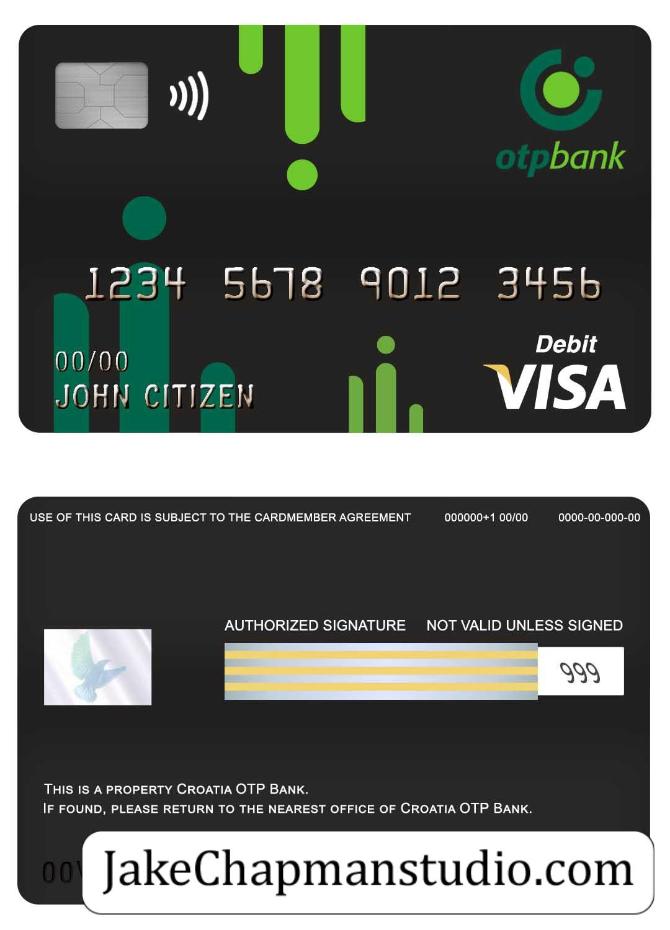 otpbank
1234 5678 9012 3456
Debit
00/00
VISA
JOHN CITIZEN
USE OF THIS CARD IS SUBJECT TO THE CARDMEMBER AGREEMENT 000000+1 00/00 0000-00-000-00
AUTHORIZED SIGNATURE NOT VALID UNLESS SIGNED
999
THIS IS A PROPERTY CROATIA OTP BANK.
IF FOUND, PLEASE RETURN TO THE NEAREST OFFICE OF CROATIA OTP BANK.
JakeChapmanstudio.com